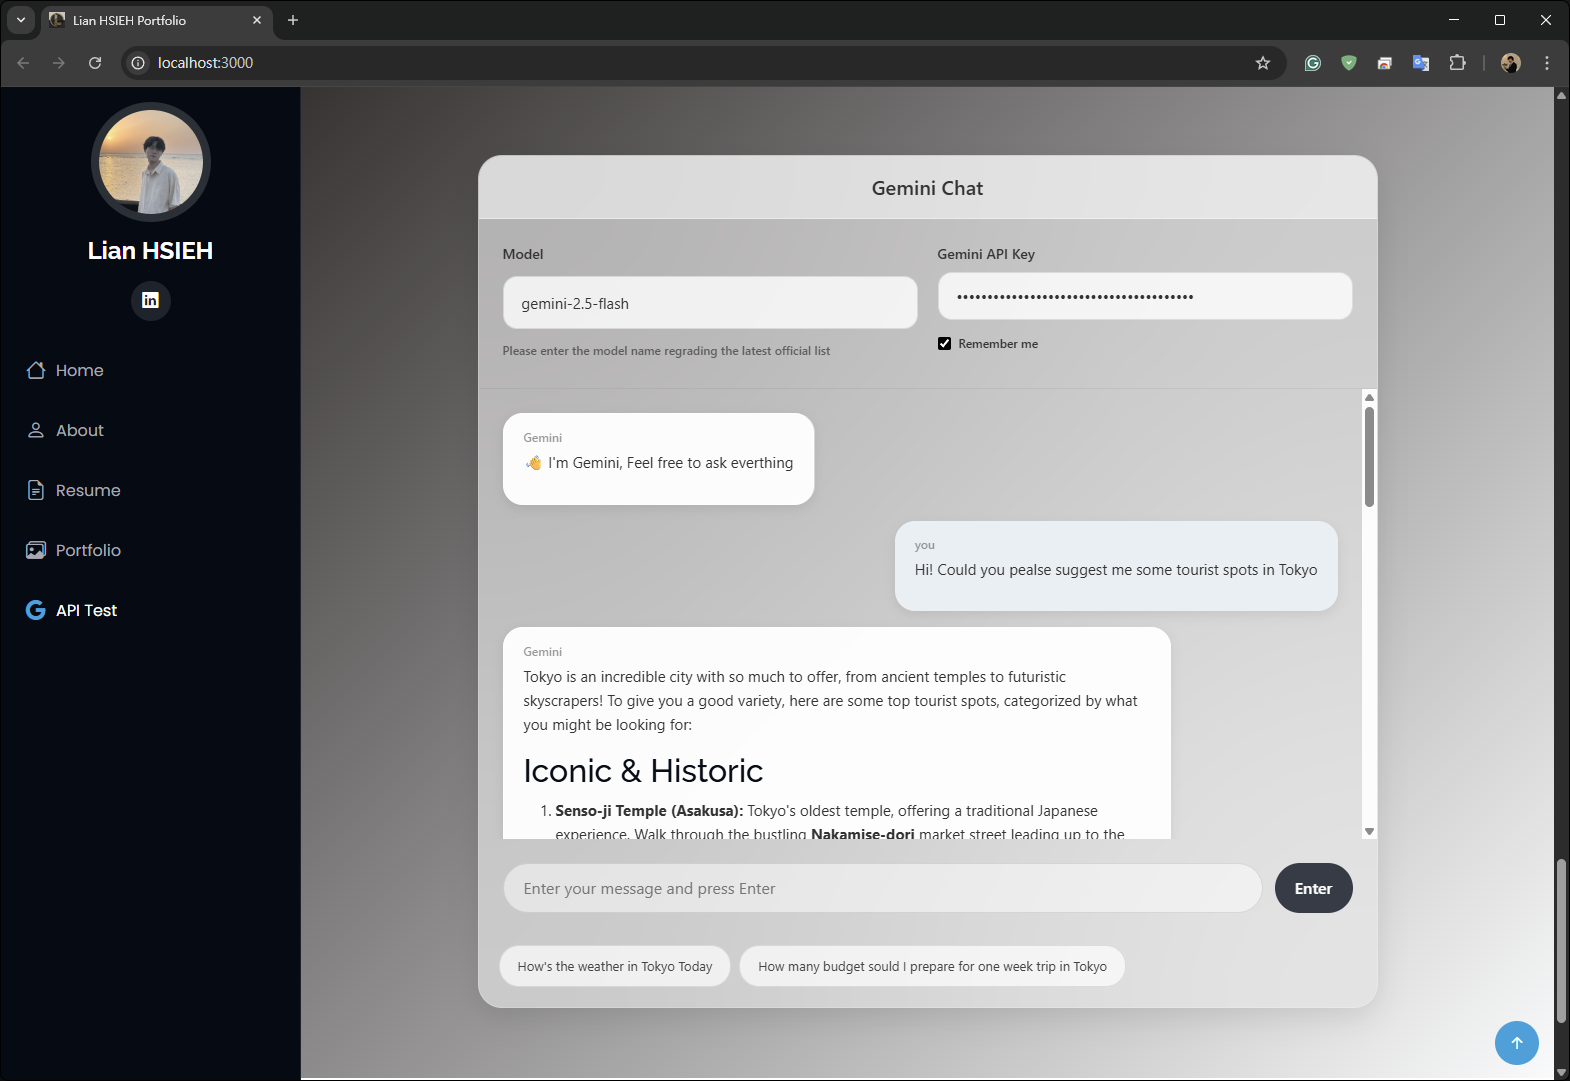 Lian HSIEH Portfolio
localhost:3000
Lian HSIEH
Home
About
Resume
Portfolio
API Test
Gemini Chat
Model
gemini-2.5-flash
Please enter the model name regrading the latest official list
Gemini API Key
••••••••••••••••••••••••••••••••••••••
Remember me
Gemini
👋 I'm Gemini, Feel free to ask everthing
you
Hi! Could you pealse suggest me some tourist spots in Tokyo
Gemini
Tokyo is an incredible city with so much to offer, from ancient temples to futuristic
skyscrapers! To give you a good variety, here are some top tourist spots, categorized by what
you might be looking for:
Iconic & Historic
1. Senso-ji Temple (Asakusa): Tokyo's oldest temple, offering a traditional Japanese
experience. Walk through the bustling Nakamise-dori market street leading up to the
Enter your message and press Enter
Enter
How's the weather in Tokyo Today
How many budget sould I prepare for one week trip in Tokyo